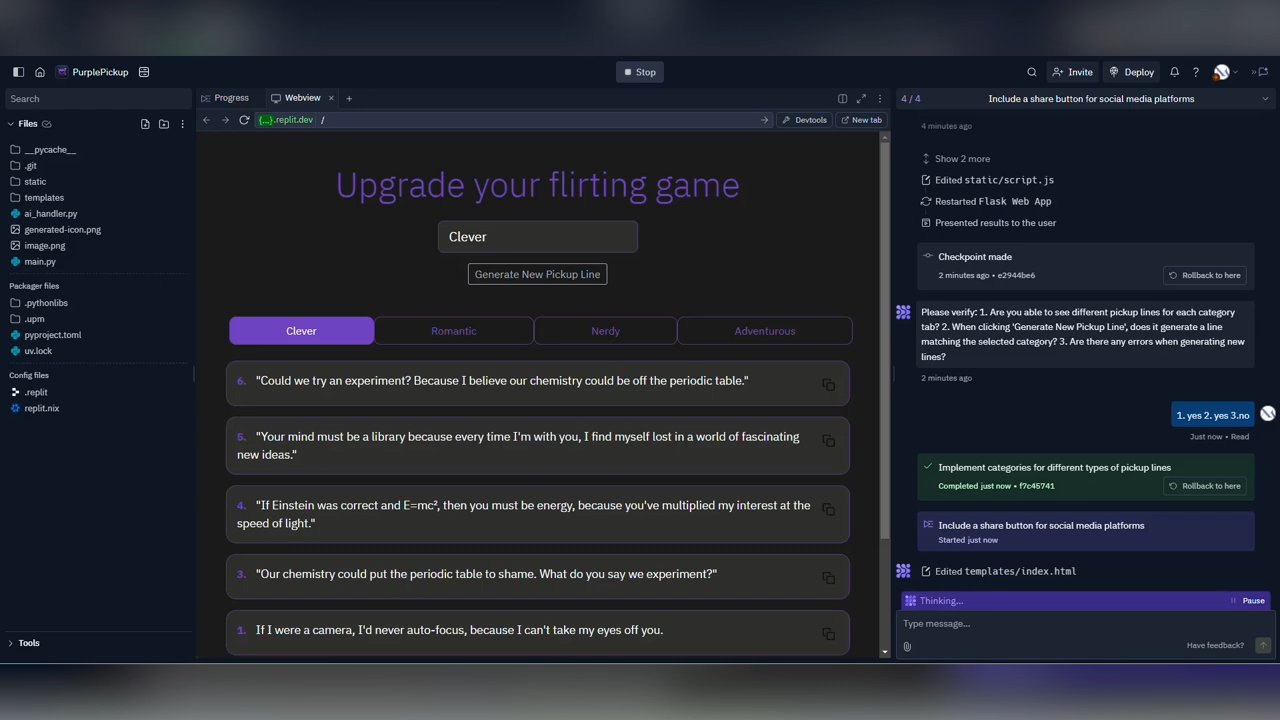 PurplePickup
Stop
Invite
Deploy
Search
Files
__pycache__
.git
static
templates
ai_handler.py
generated-icon.png
image.png
main.py
Packager files
.pythonlibs
.upm
pyproject.toml
uv.lock
Config files
.replit
replit.nix
Tools
Progress
Webview
{...}.replit.dev /
Devtools
New tab
Upgrade your flirting game
Clever
Generate New Pickup Line
Clever
Romantic
Nerdy
Adventurous
6. "Could we try an experiment? Because I believe our chemistry could be off the periodic table."
5. "Your mind must be a library because every time I'm with you, I find myself lost in a world of fascinating
new ideas."
4. "If Einstein was correct and E=mc², then you must be energy, because you've multiplied my interest at the
speed of light."
3. "Our chemistry could put the periodic table to shame. What do you say we experiment?"
1. If I were a camera, I'd never auto-focus, because I can't take my eyes off you.
4 / 4
Include a share button for social media platforms
4 minutes ago
Show 2 more
Edited static/script.js
Restarted Flask Web App
Presented results to the user
Checkpoint made
2 minutes ago • e2944be6
Rollback to here
Please verify: 1. Are you able to see different pickup lines for each category
tab? 2. When clicking 'Generate New Pickup Line', does it generate a line
matching the selected category? 3. Are there any errors when generating new
lines?
2 minutes ago
1. yes 2. yes 3.no
Just now • Read
Implement categories for different types of pickup lines
Completed just now • f7c45741
Rollback to here
Include a share button for social media platforms
Started just now
Edited templates/index.html
Thinking...
Pause
Type message...
Have feedback?